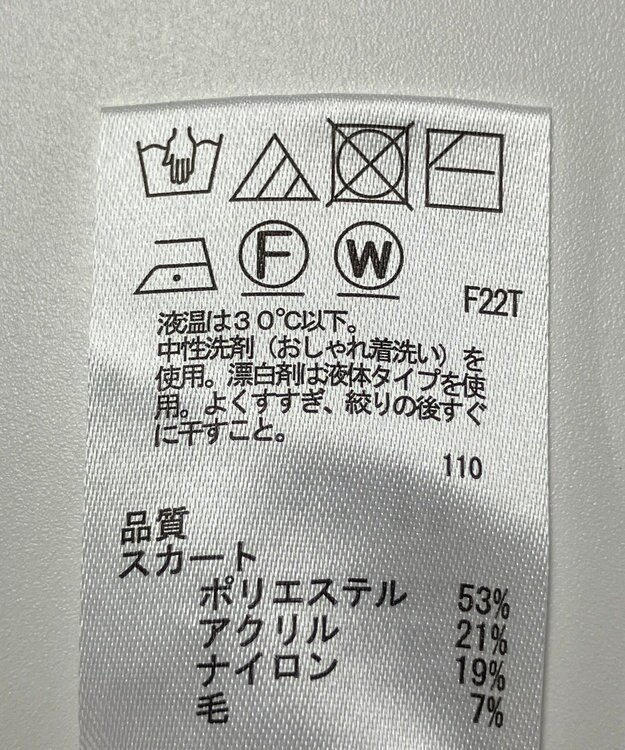 F
W
F22T
液温は30℃以下。
中性洗剤（おしゃれ着洗い）を
使用。漂白剤は液体タイプを使
用。よくすすぎ、絞りの後すぐ
に干すこと。
110
品質
スカート
ポリエステル 53%
アクリル 21%
ナイロン 19%
毛 7%